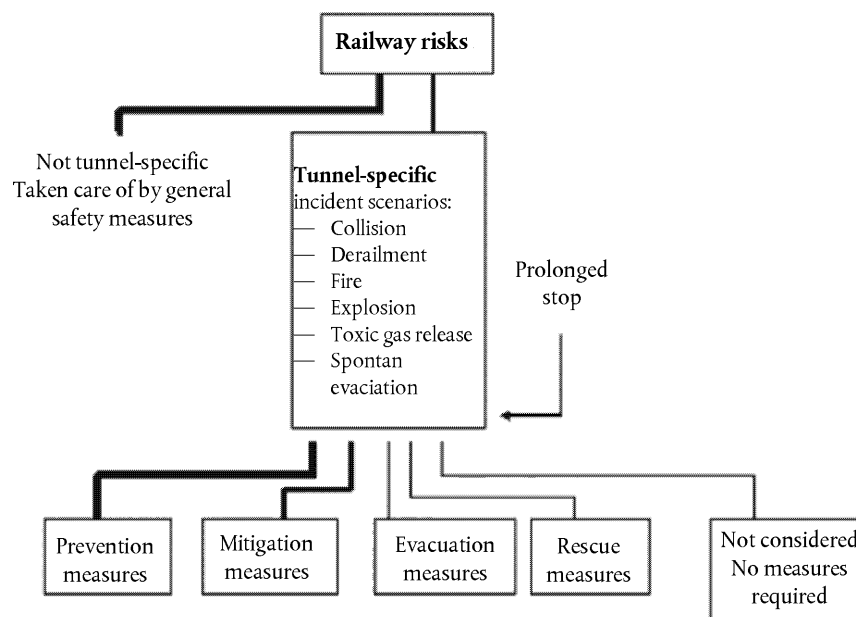 Railway risks
Not tunnel-specific
Taken care of by general
safety measures
Tunnel-specific
incident scenarios:
— Collision
— Derailment
— Fire
— Explosion
— Toxic gas release
— Spontan
evaciation
Prolonged
stop
Prevention
measures
Mitigation
measures
Evacuation
measures
Rescue
measures
Not considered
No measures
required